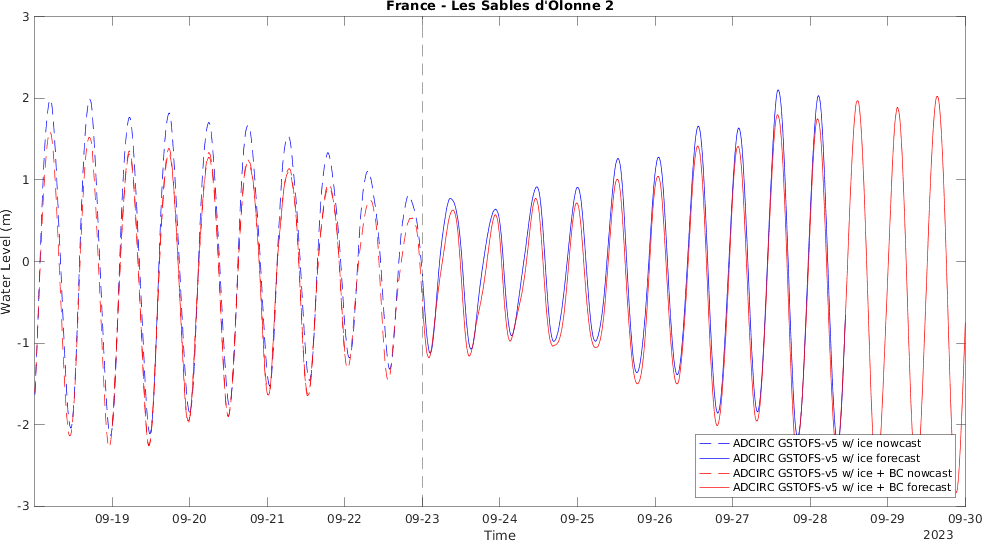 France - Les Sables d'Olonne 2
3
2
1
0
-1
-2
-3
Water Level (m)
ADCIRC GSTOFS-v5 w/ ice nowcast
ADCIRC GSTOFS-v5 w/ ice forecast
ADCIRC GSTOFS-v5 w/ ice + BC nowcast
ADCIRC GSTOFS-v5 w/ ice + BC forecast
09-19 09-20 09-21 09-22 09-23 09-24 09-25 09-26 09-27 09-28 09-29 09-30
Time
2023